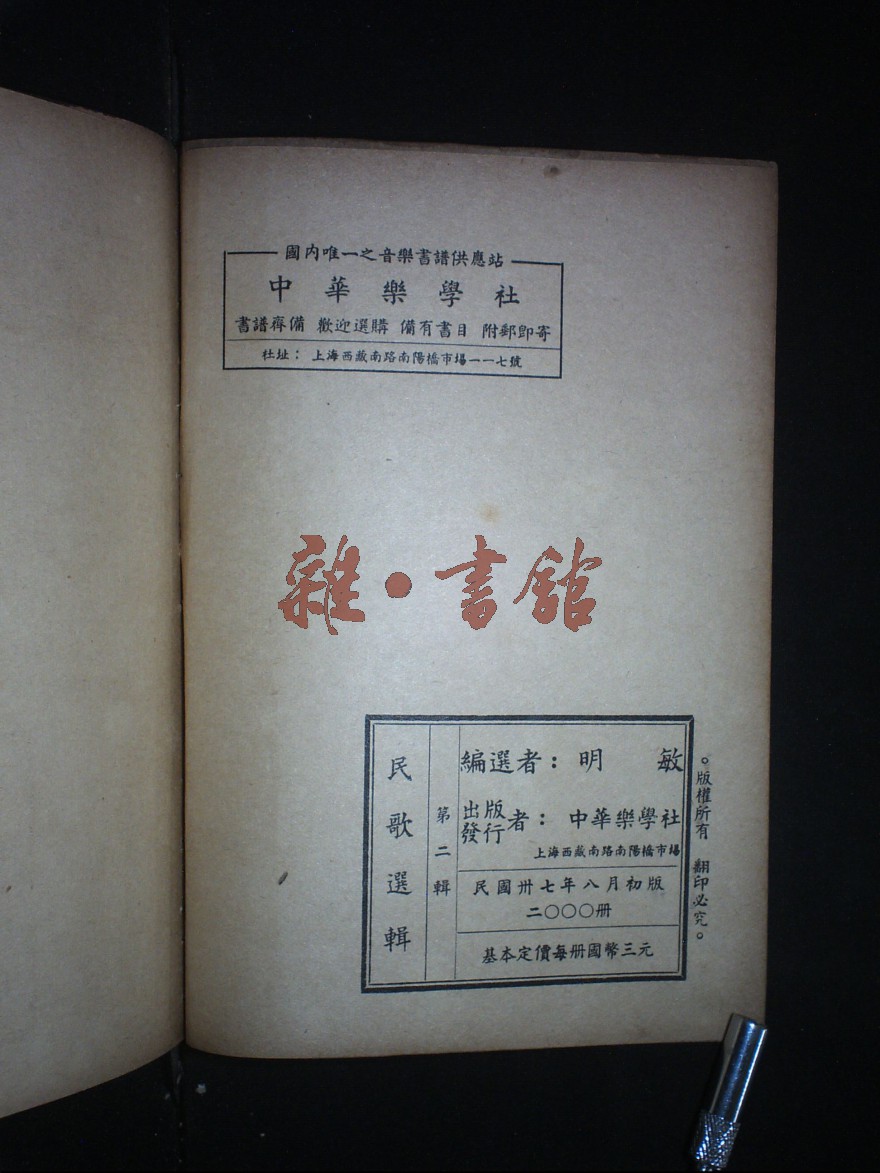 國內唯一之音樂書譜供應站
中華樂學社
書譜齊備 歡迎選購 備有書目 附郵即寄
社址：上海西藏南路南陽橋市場一一七號
雜·書館
民歌選輯
第二輯
編選者：明 敏
出版發行者：中華樂學社
上海西藏南路南陽橋市場
民國卅七年八月初版
二〇〇〇册
基本定價每册國幣三元
。版權所有 翻印必究。